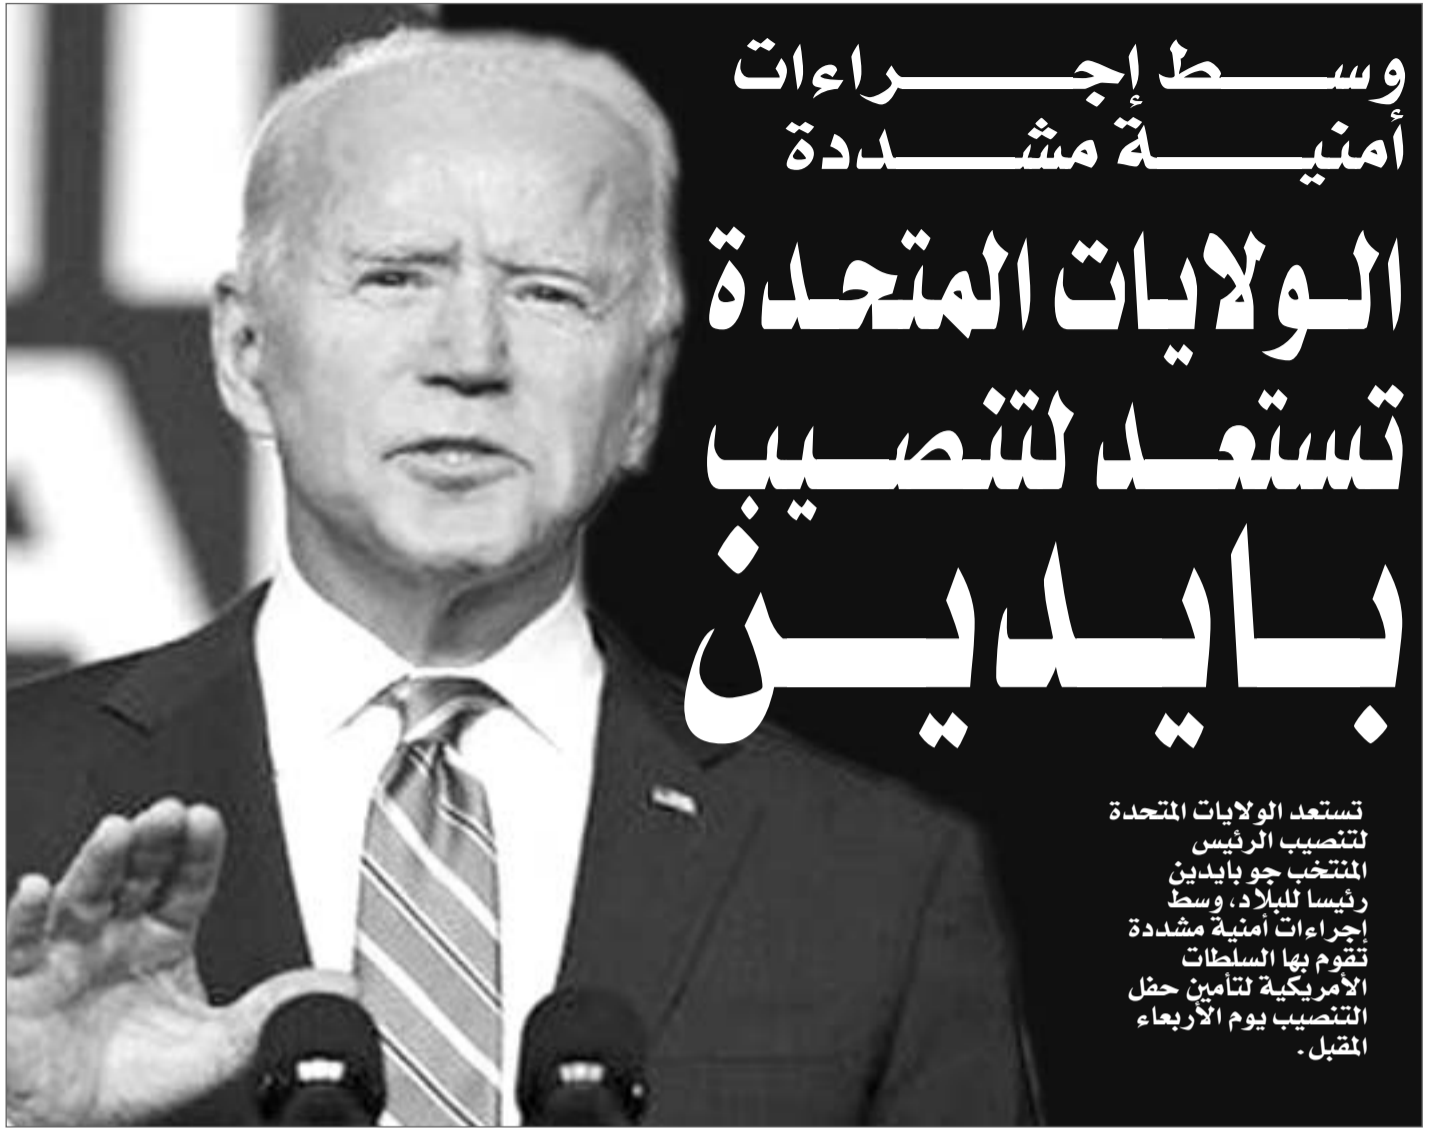 وسط إجراءات
أمنية مشددة
الولايات المتحدة
تستعد لتنصيب
بايدين
تستعد الولايات المتحدة
لتنصيب الرئيس
المنتخب جو بايدين
رئيسا للبلاد، وسط
إجراءات أمنية مشددة
تقوم بها السلطات
الأمريكية لتأمين حفل
التنصيب يوم الأربعاء
المقبل.